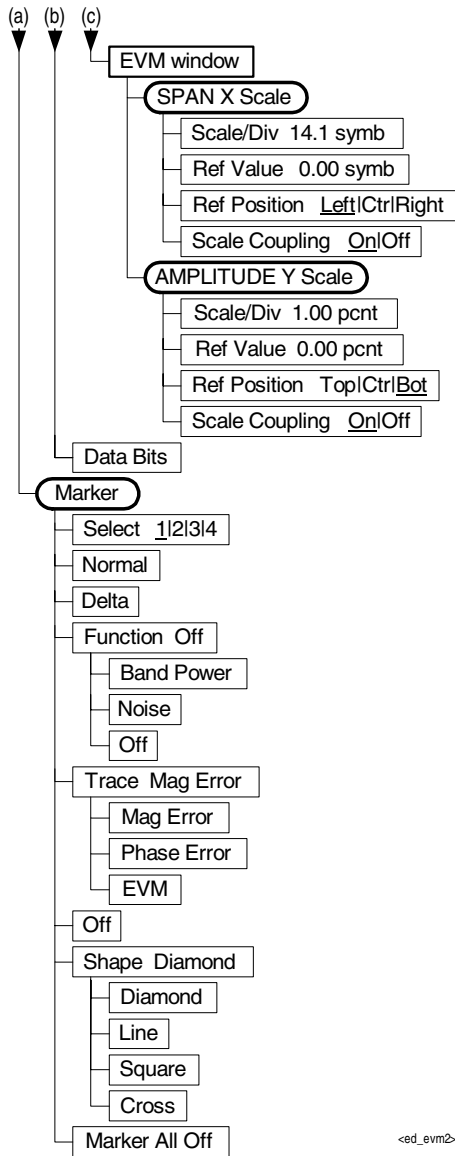 (a) (b) (c)
EVM window
SPAN X Scale
Scale/Div 14.1 symb
Ref Value 0.00 symb
Ref Position Left|Ctr|Right
Scale Coupling On|Off
AMPLITUDE Y Scale
Scale/Div 1.00 pcnt
Ref Value 0.00 pcnt
Ref Position Top|Ctr|Bot
Scale Coupling On|Off
Data Bits
Marker
Select 1|2|3|4
Normal
Delta
Function Off
Band Power
Noise
Off
Trace Mag Error
Mag Error
Phase Error
EVM
Off
Shape Diamond
Diamond
Line
Square
Cross
Marker All Off
<ed_evm2>